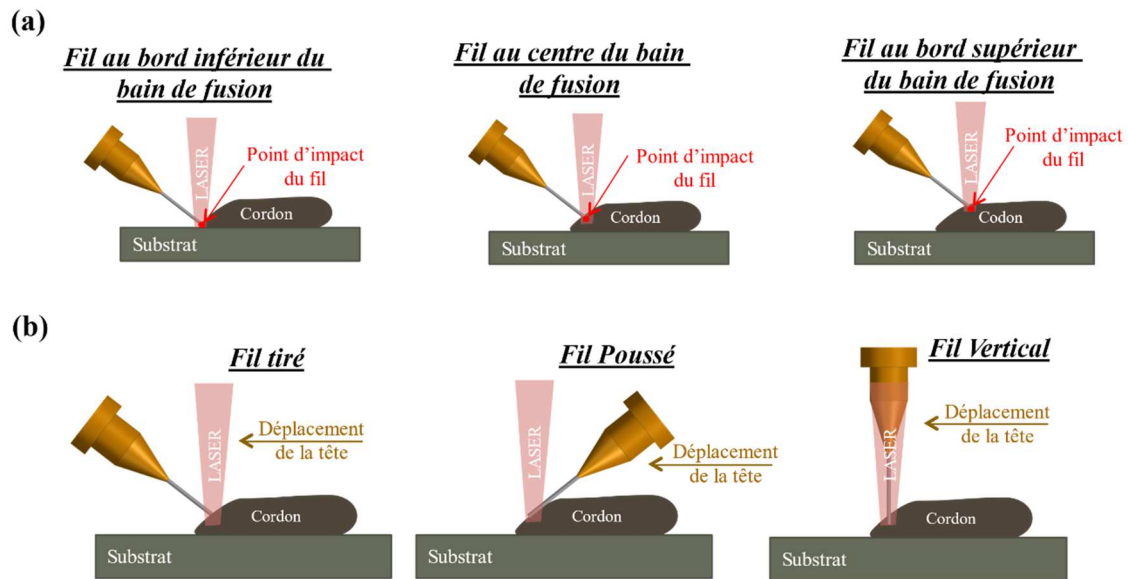 (a)
Fil au bord inférieur du
bain de fusion
Fil au centre du bain
de fusion
Fil au bord supérieur
du bain de fusion
LASER
Point d'impact
du fil
Cordon
Substrat
LASER
Point d'impact
du fil
Cordon
Substrat
LASER
Point d'impact
du fil
Codon
Substrat
(b)
Fil tiré
Fil Poussé
Fil Vertical
LASER
Déplacement
de la tête
Cordon
Substrat
LASER
Déplacement
de la tête
Cordon
Substrat
LASER
Déplacement
de la tête
Cordon
Substrat